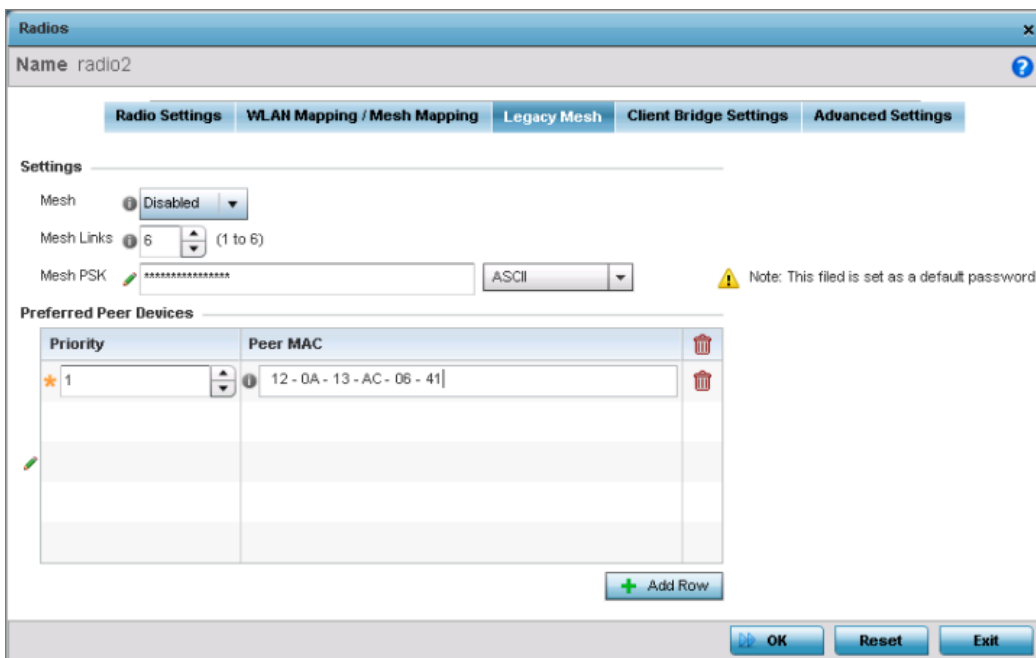 Radios
Name radio2
Radio Settings WLAN Mapping / Mesh Mapping Legacy Mesh Client Bridge Settings Advanced Settings
Settings
Mesh Disabled
Mesh Links 6 (1 to 6)
Mesh PSK **************** ASCII Note: This filed is set as a default password
Preferred Peer Devices
Priority Peer MAC
1 12 - 0A - 13 - AC - 06 - 41
Add Row
OK Reset Exit